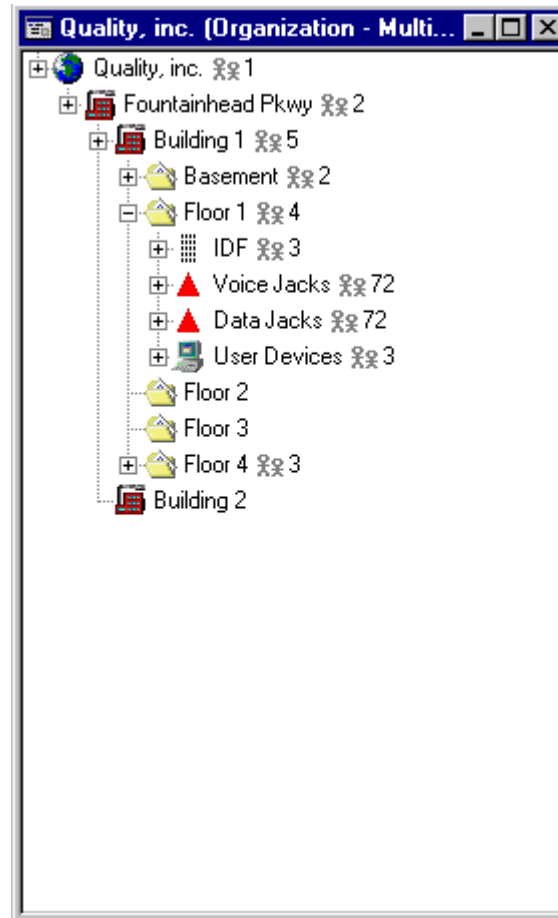 Quality, inc. (Organization - Multi...
Quality, inc. 1
Fountainhead Pkwy 2
Building 1 5
Basement 2
Floor 1 4
IDF 3
Voice Jacks 72
Data Jacks 72
User Devices 3
Floor 2
Floor 3
Floor 4 3
Building 2